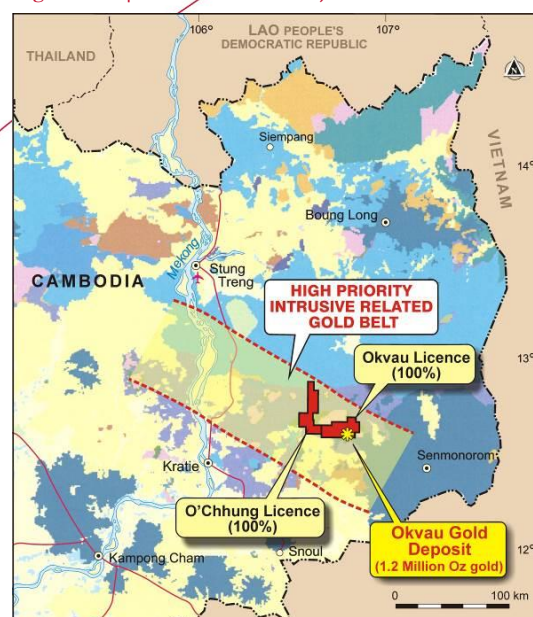 106°
LAO PEOPLE'S
DEMOCRATIC REPUBLIC
107°
THAILAND
N
Siempang
14°
VIETNAM
Boung Long
Mekong
CAMBODIA
Stung
Treng
HIGH PRIORITY
INTRUSIVE RELATED
GOLD BELT
13°
Okvau Licence
(100%)
Kratie
Senmonorom
O'Chhung Licence
(100%)
Okvau Gold
Deposit
(1.2 Million Oz gold)
Snoul
12°
Kampong Cham
0
100 km